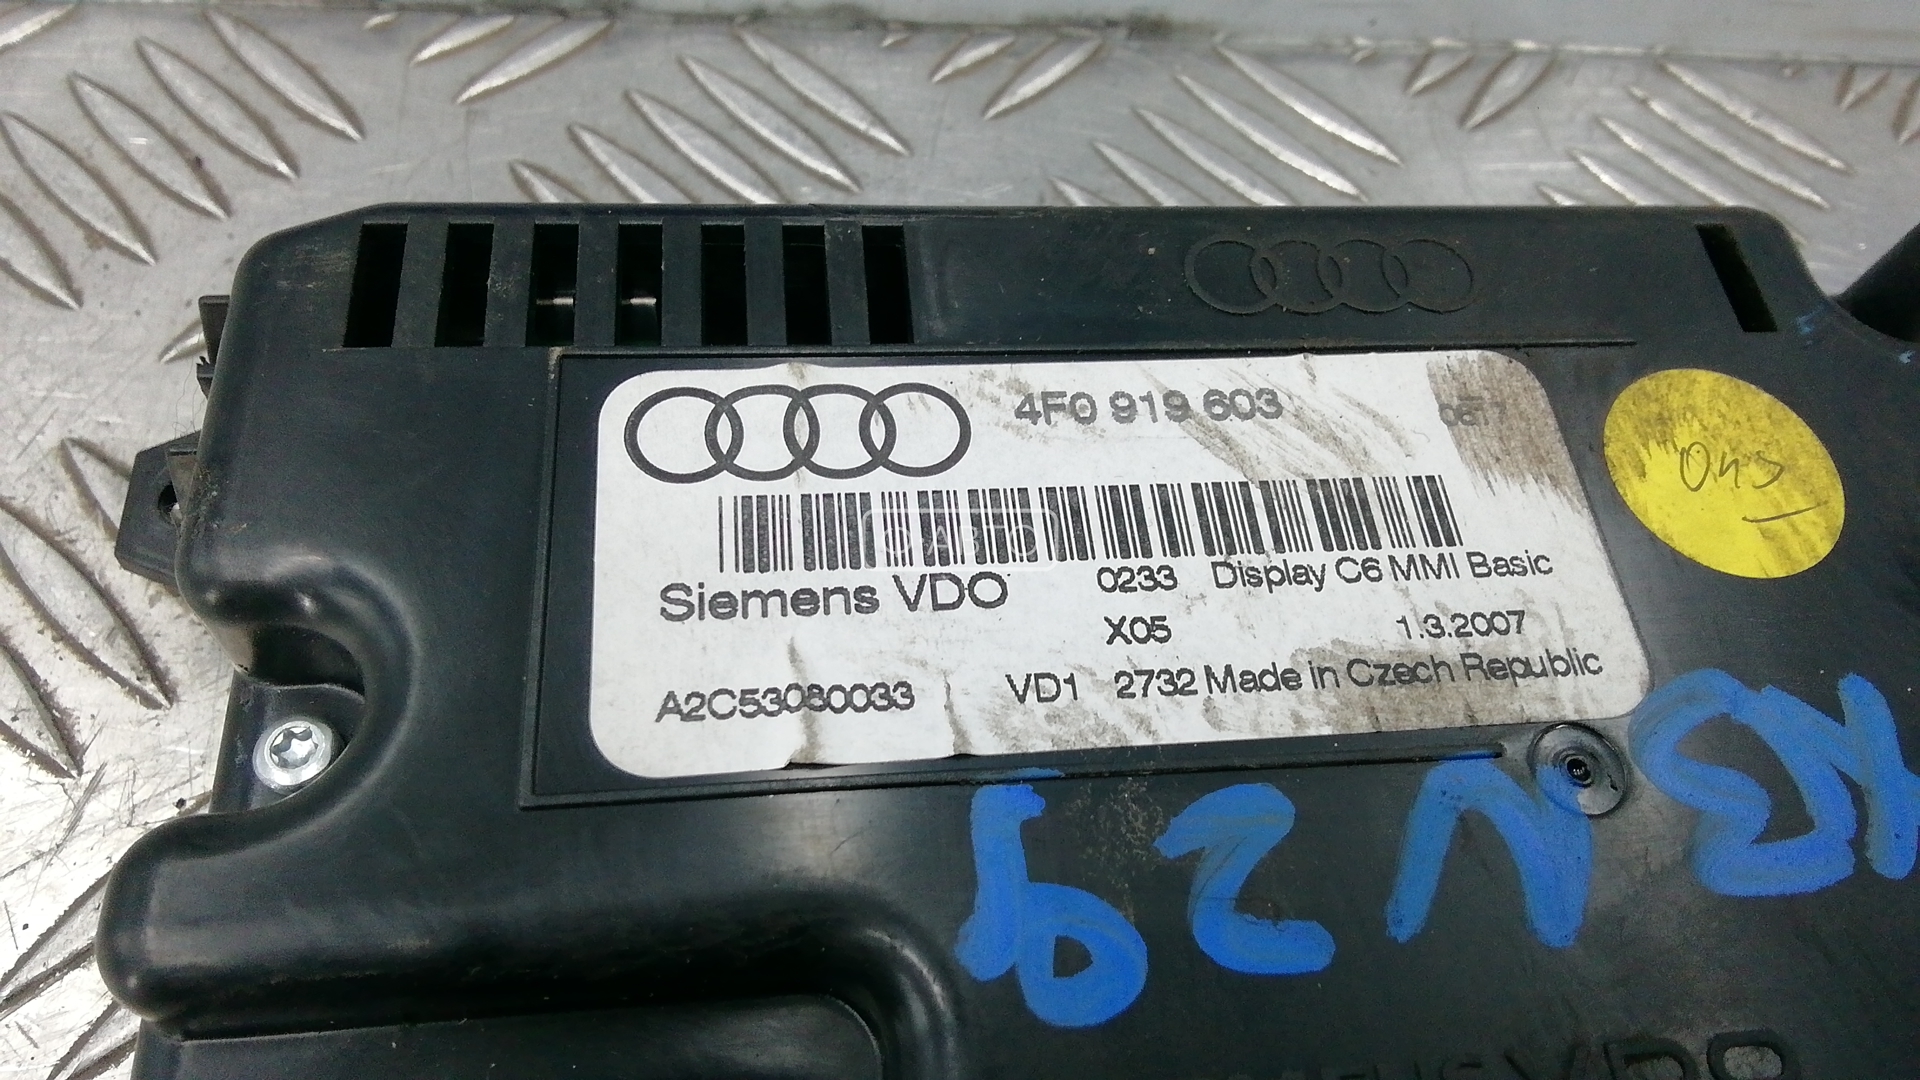 4F0 919 603
Siemens VDO
0233 Display C6 MMI Basic
X05 1.3.2007
A2C53080033
VD1 2732 Made in Czech Republic